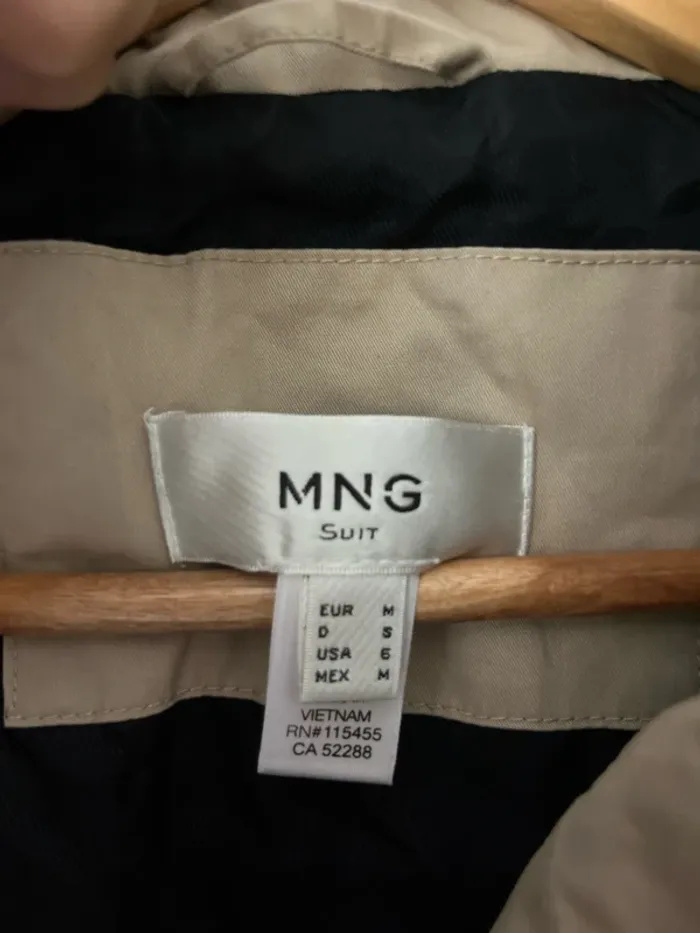 MNG
SUIT
EUR M
D S
USA 6
MEX M
VIETNAM
RN#115455
CA 52288